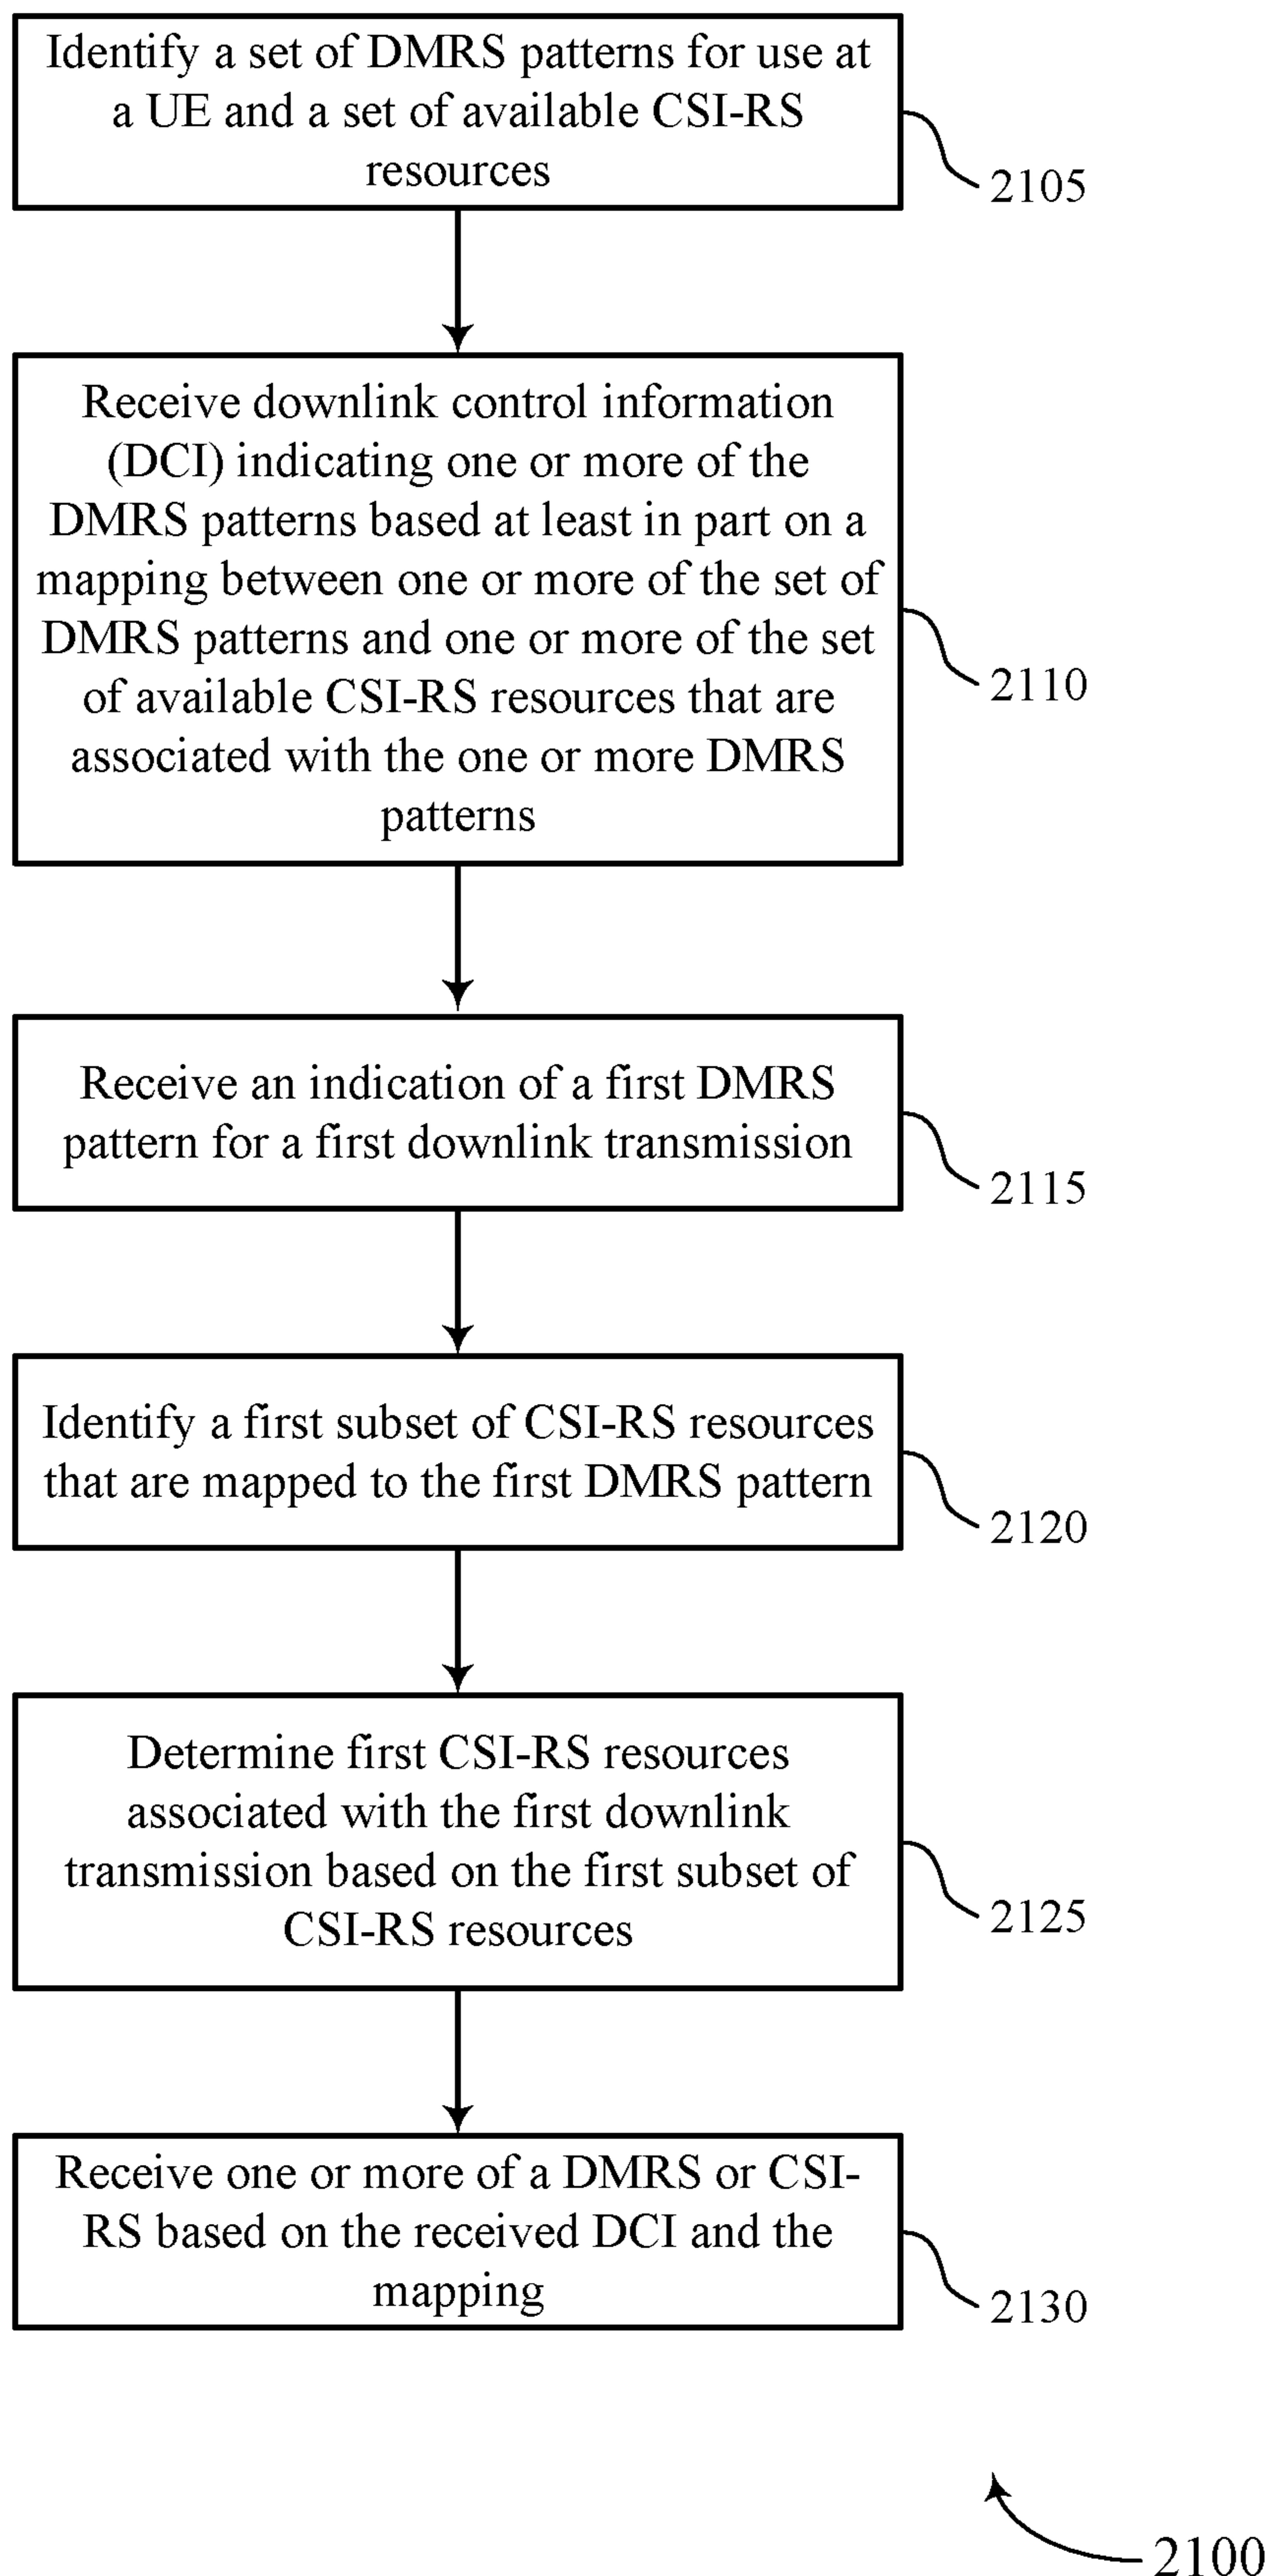 Identify a set of DMRS patterns for use at
a UE and a set of available CSI-RS
resources
2105
Receive downlink control information
(DCI) indicating one or more of the
DMRS patterns based at least in part on a
mapping between one or more of the set of
DMRS patterns and one or more of the set
of available CSI-RS resources that are
associated with the one or more DMRS
patterns
2110
Receive an indication of a first DMRS
pattern for a first downlink transmission
2115
Identify a first subset of CSI-RS resources
that are mapped to the first DMRS pattern
2120
Determine first CSI-RS resources
associated with the first downlink
transmission based on the first subset of
CSI-RS resources
2125
Receive one or more of a DMRS or CSI-
RS based on the received DCI and the
mapping
2130
2100